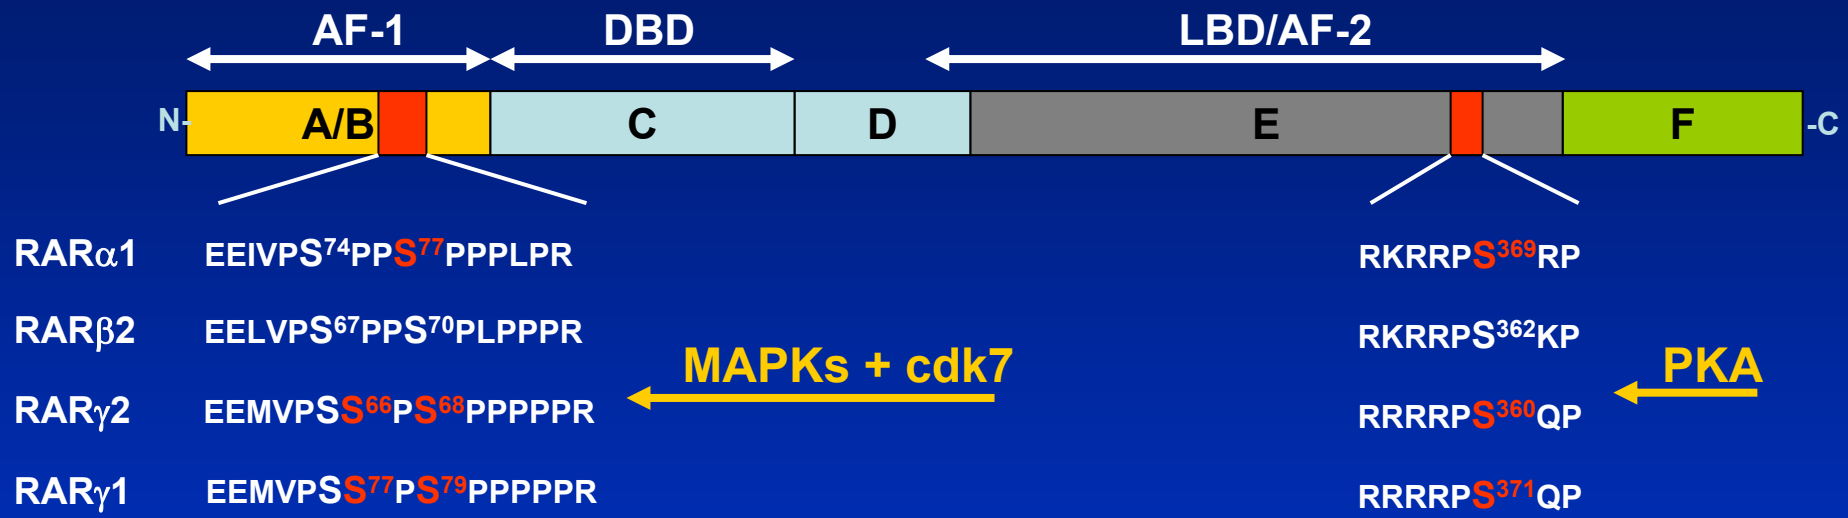 AF-1 DBD LBD/AF-2
N- A/B C D E F -C
RARα1 EEIVPS74PPS77PPPLPR RKRRPS369RP
RARβ2 EELVPS67PPS70PLPPPR RKRRPS362KP
MAPKs + cdk7 PKA
RARγ2 EEMVPSS66PS68PPPPPR RRRRPS360QP
RARγ1 EEMVPSS77PS79PPPPPR RRRRPS371QP